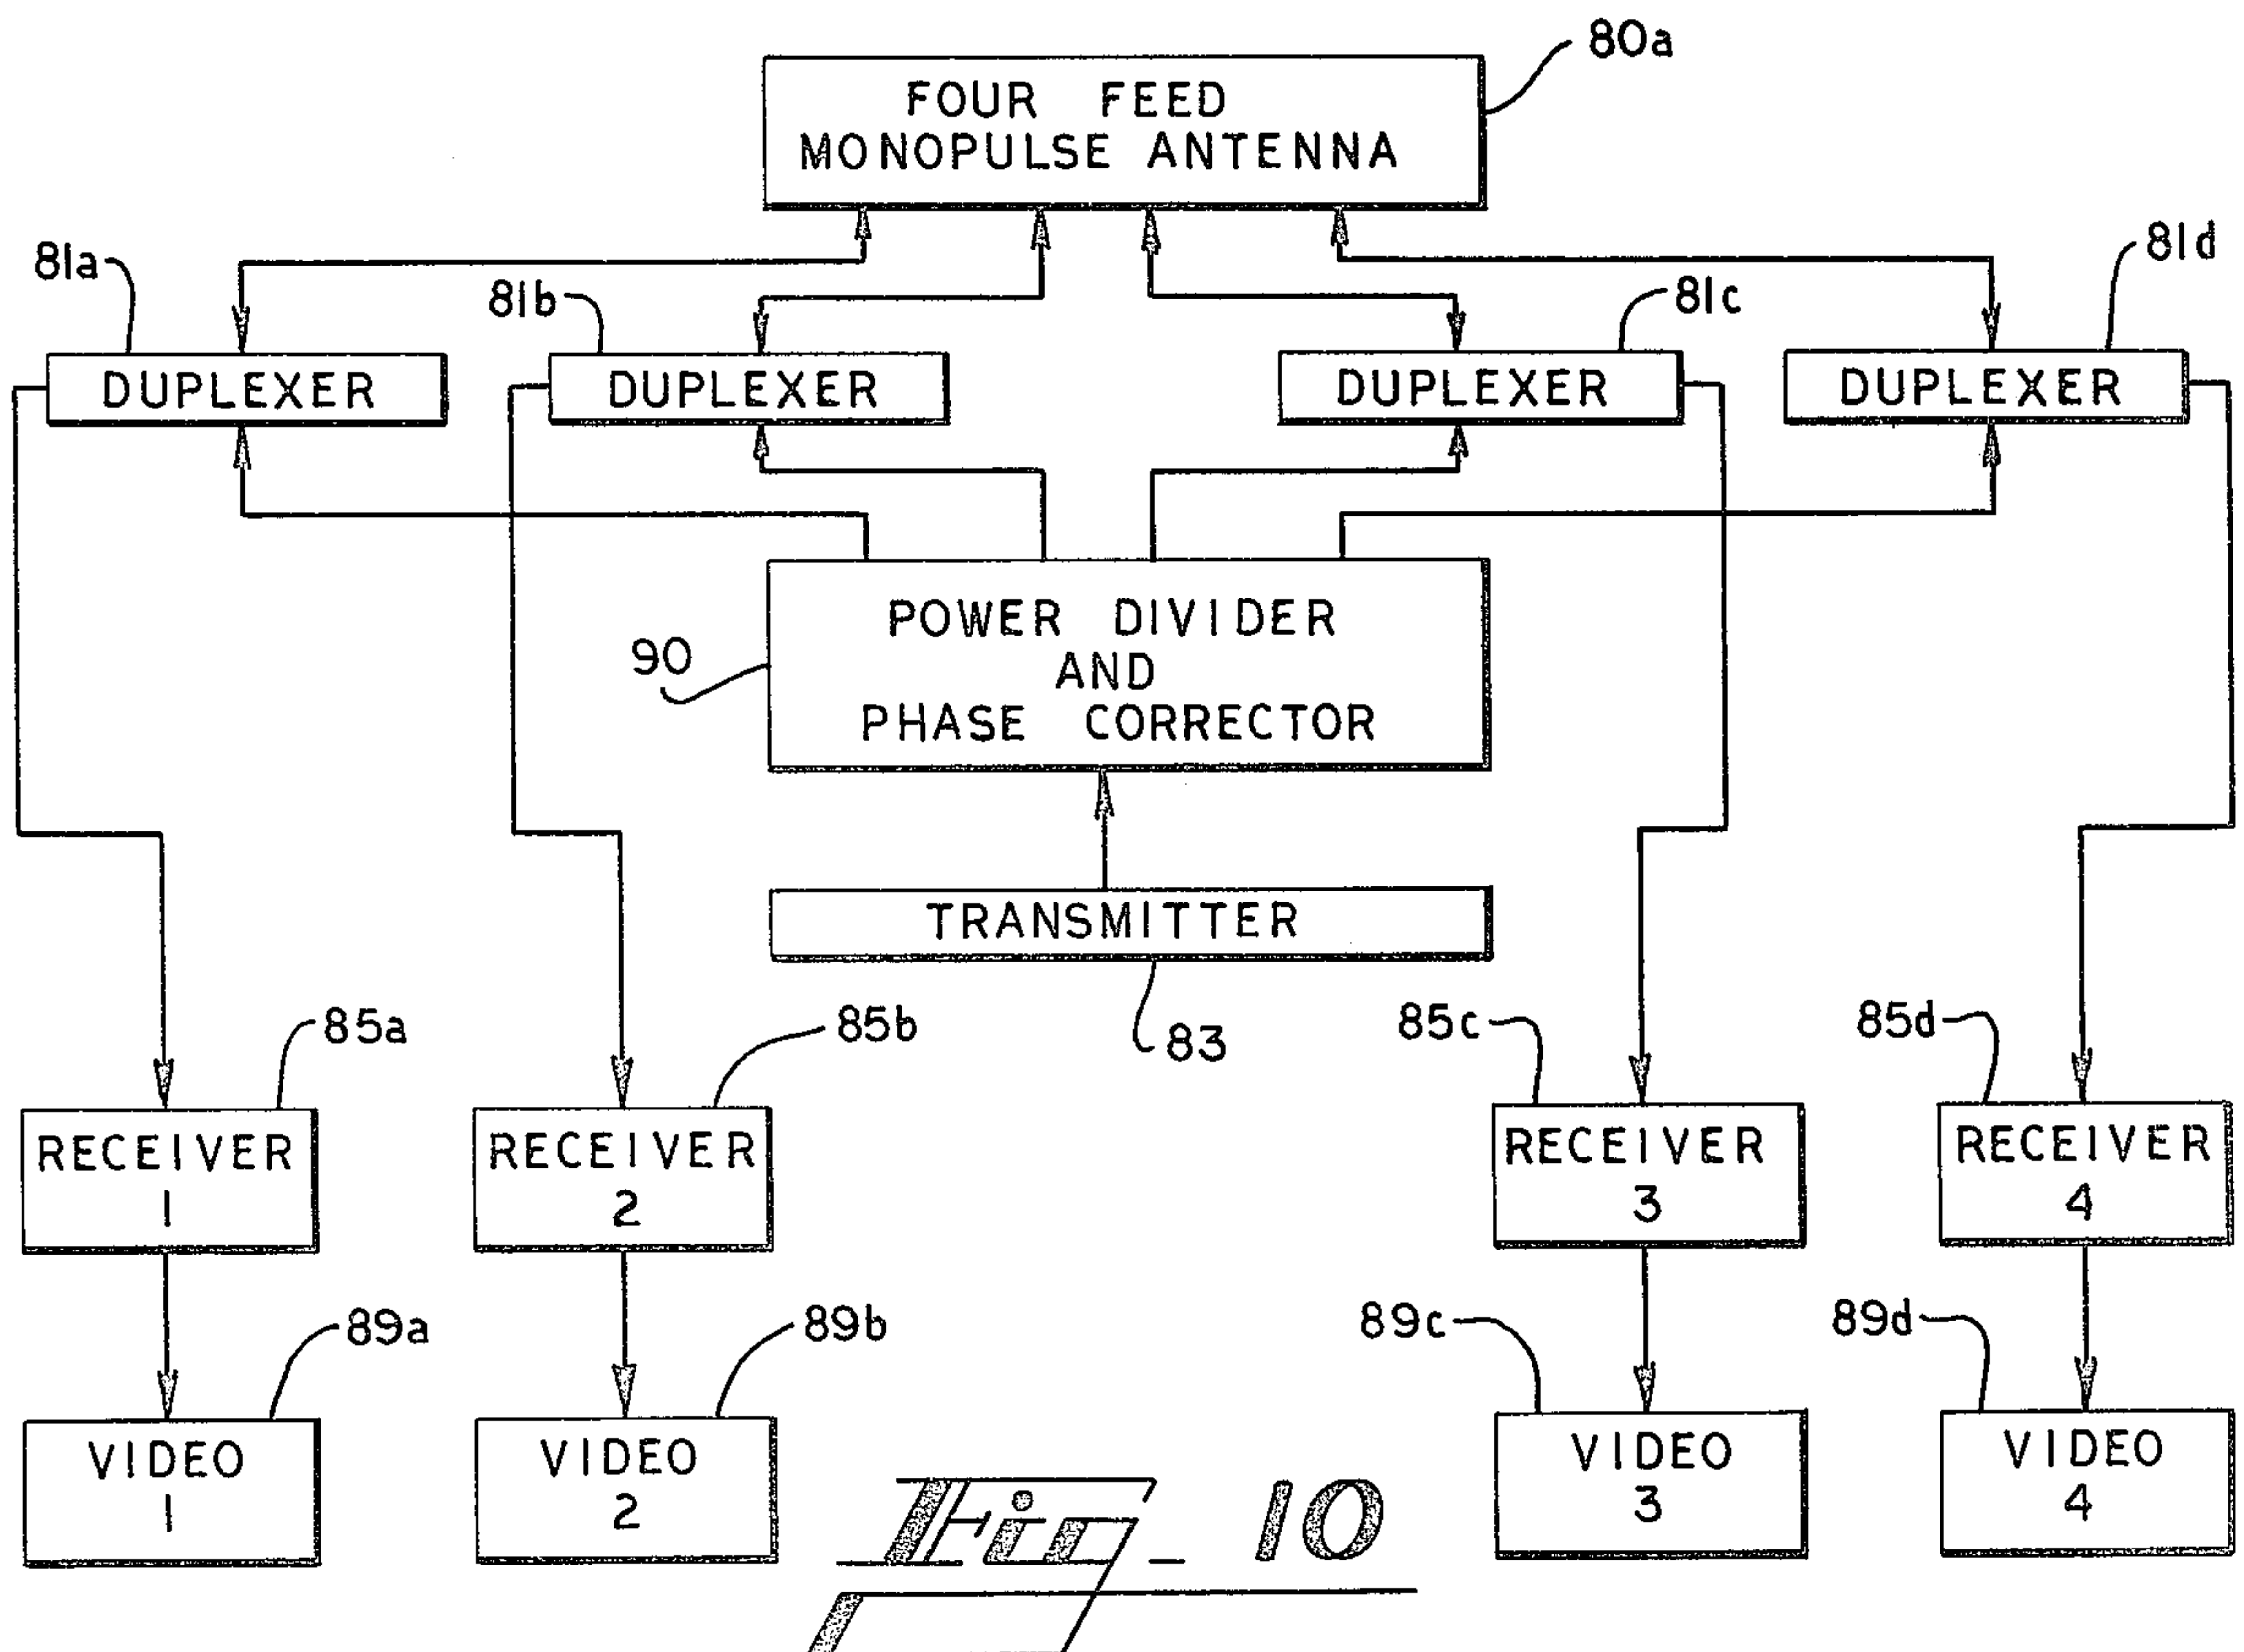 80a
FOUR FEED
MONOPULSE ANTENNA
81a
81b
81c
81d
DUPLEXER
DUPLEXER
DUPLEXER
DUPLEXER
90
POWER DIVIDER
AND
PHASE CORRECTOR
TRANSMITTER
83
85a
85b
85c
85d
RECEIVER
1
RECEIVER
2
RECEIVER
3
RECEIVER
4
89a
89b
89c
89d
VIDEO
1
VIDEO
2
VIDEO
3
VIDEO
4
Fig_10